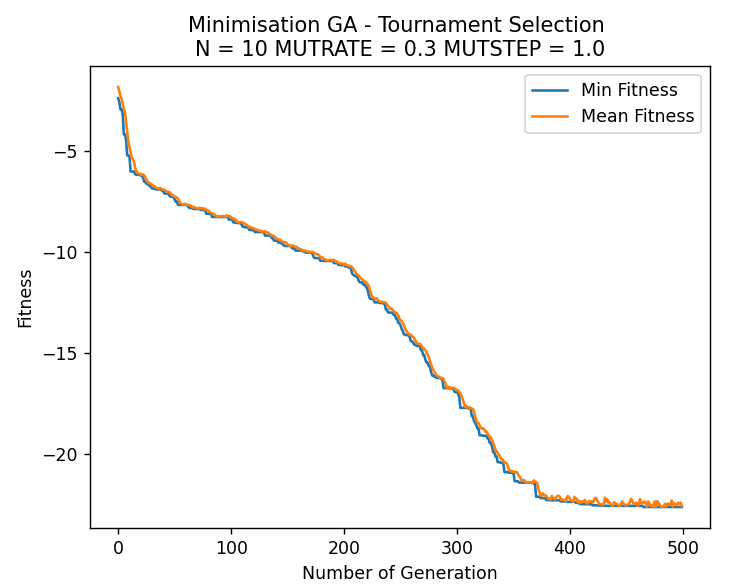 Minimisation GA - Tournament Selection
N = 10 MUTRATE = 0.3 MUTSTEP = 1.0
Min Fitness
Mean Fitness
Fitness
−5
−10
−15
−20
0 100 200 300 400 500
Number of Generation